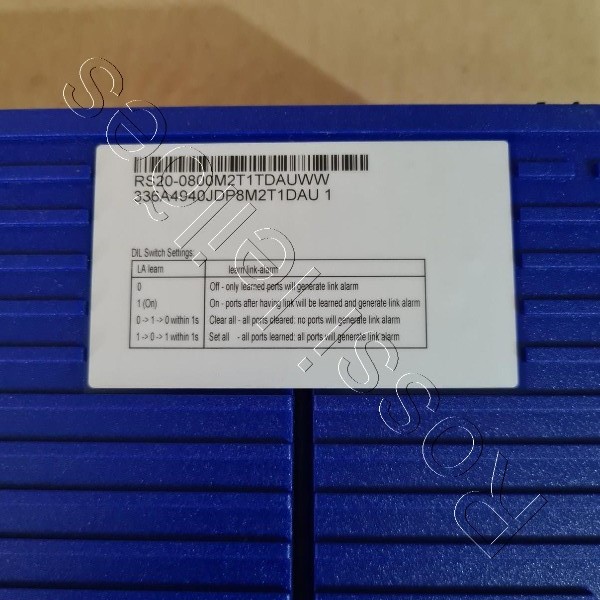 RS20-0800M2T1TDAUWW
336A4940JDP8M2T1DAU 1
DIL Switch Settings:
LA learn learn link-alarm
0 Off - only learned ports will generate link alarm
1 (On) On - ports after having link will be learned and generate link alarm
0 -> 1 -> 0 within 1s Clear all - all ports cleared: no ports will generate link alarm
1 -> 0 -> 1 within 1s Set all - all ports learned: all ports will generate link alarm